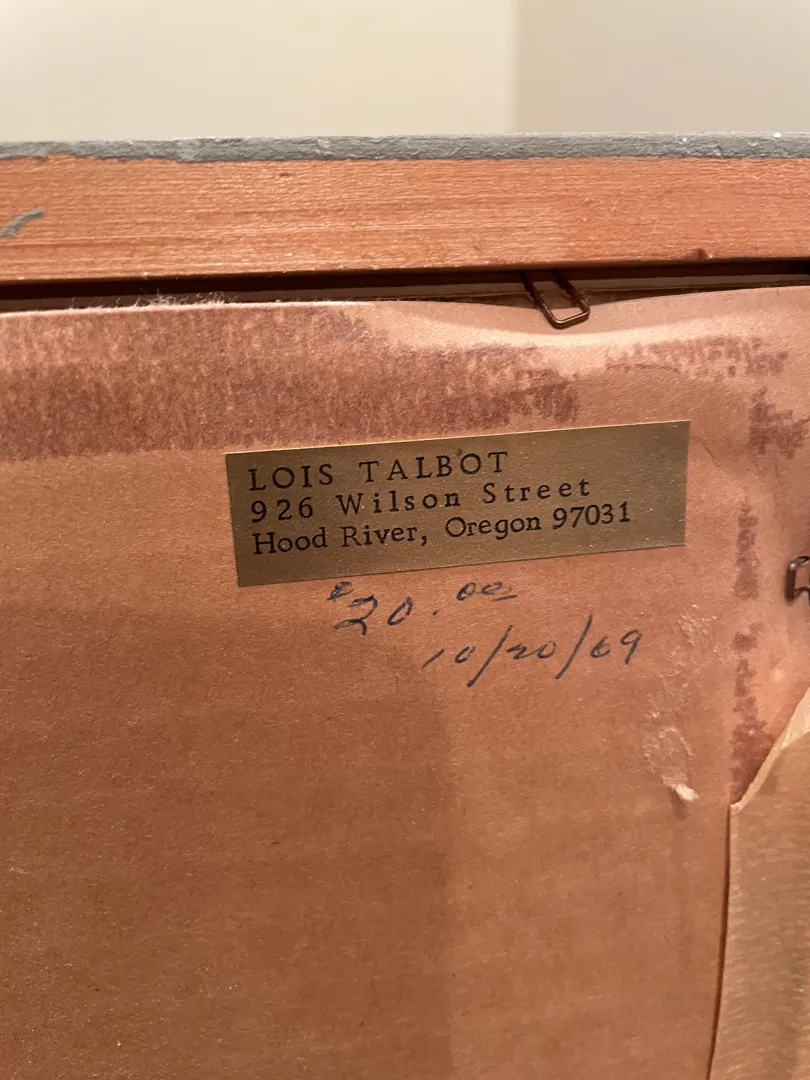 LOIS TALBOT
926 Wilson Street
Hood River, Oregon 97031
$20.00
10/20/69